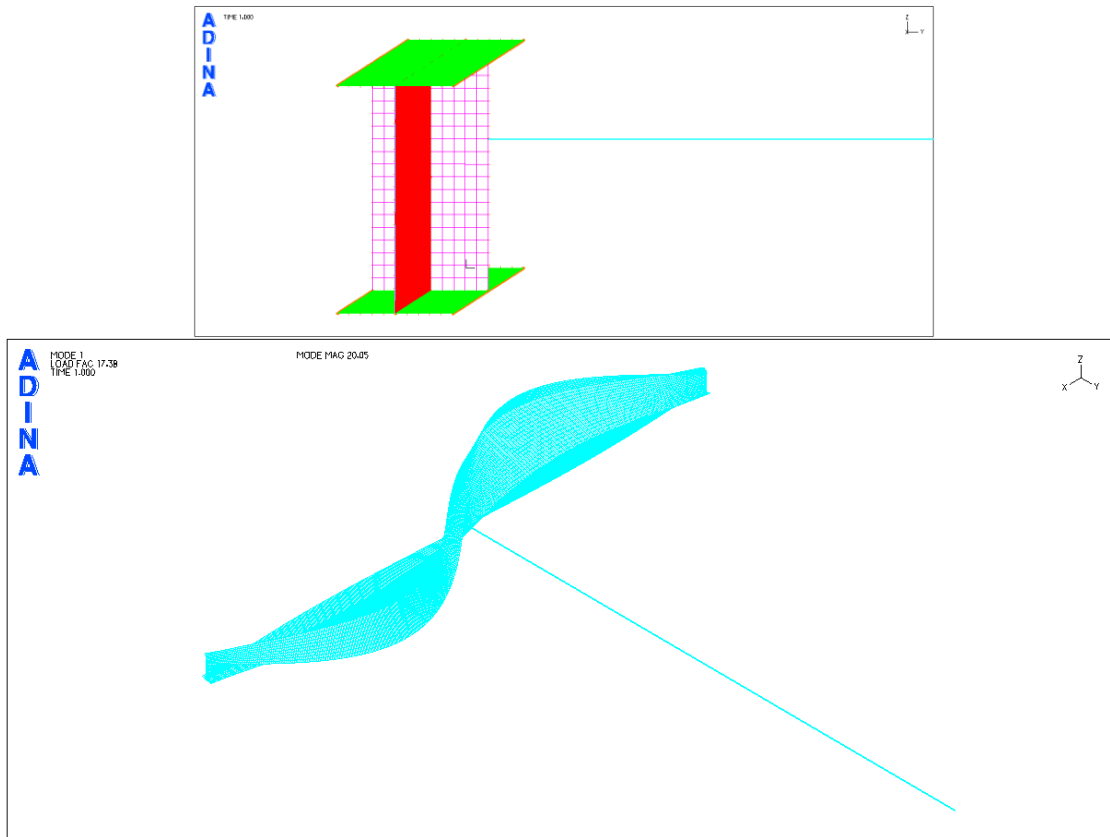 ADINA
TIME 1.000
Z
X Y
ADINA
MODE 1
LOAD FAC 17.38
TIME 1.000
MODE MAG 20.05
Z
X Y